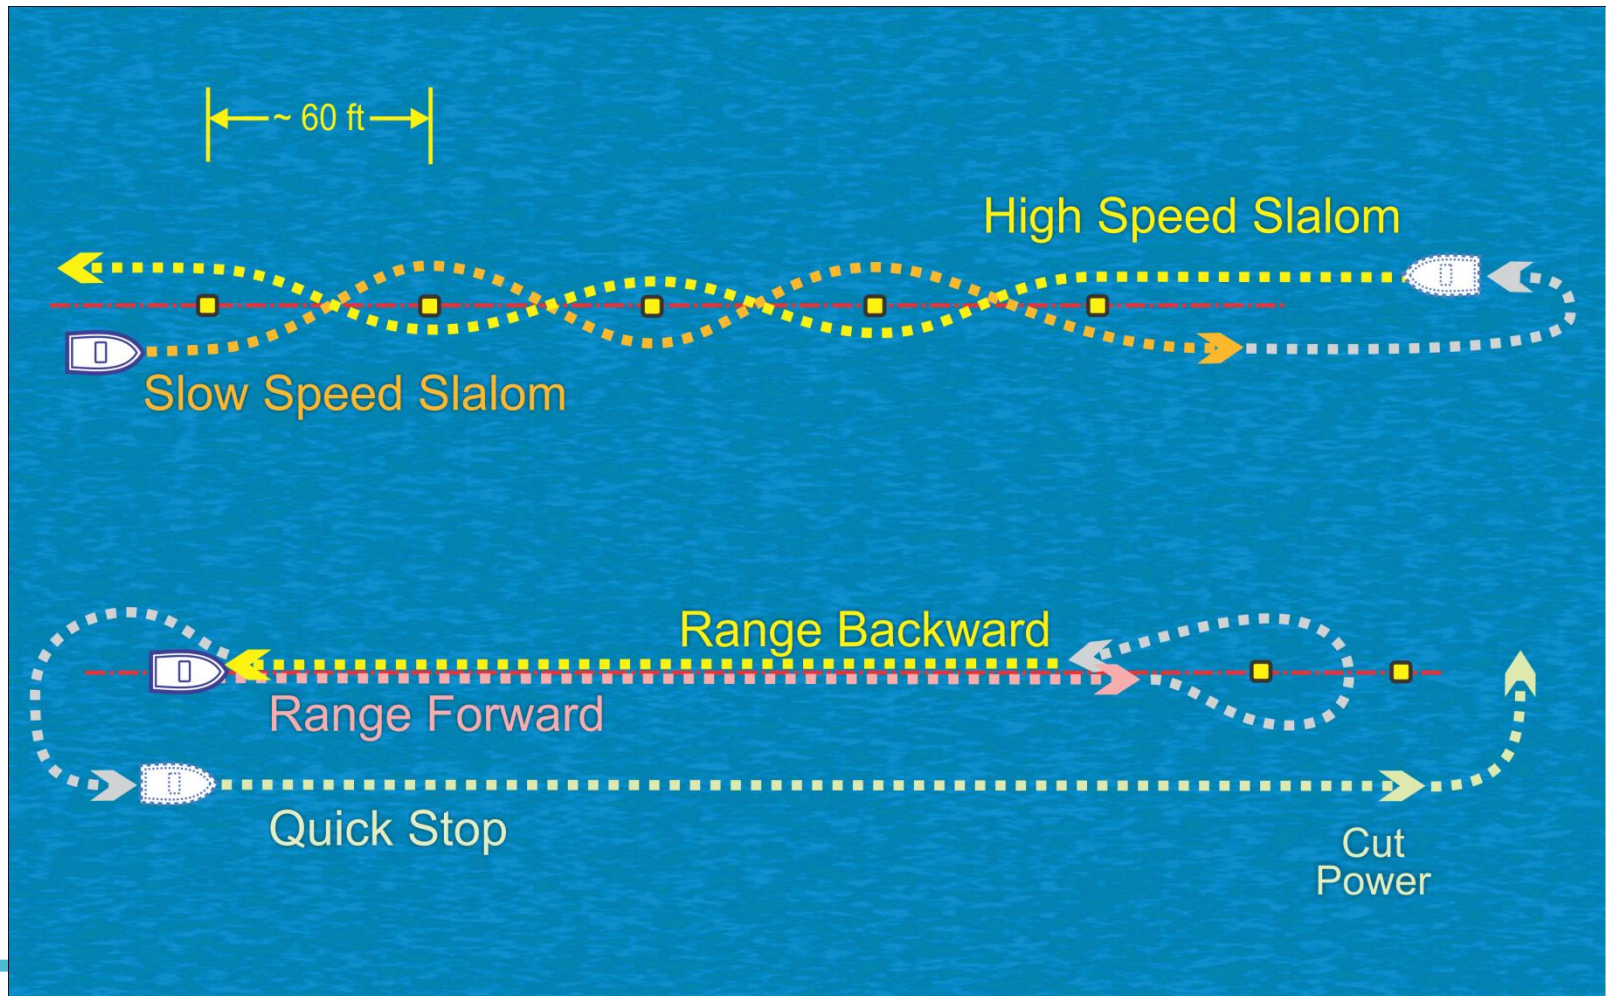 ~ 60 ft
High Speed Slalom
Slow Speed Slalom
Range Backward
Range Forward
Quick Stop
Cut
Power